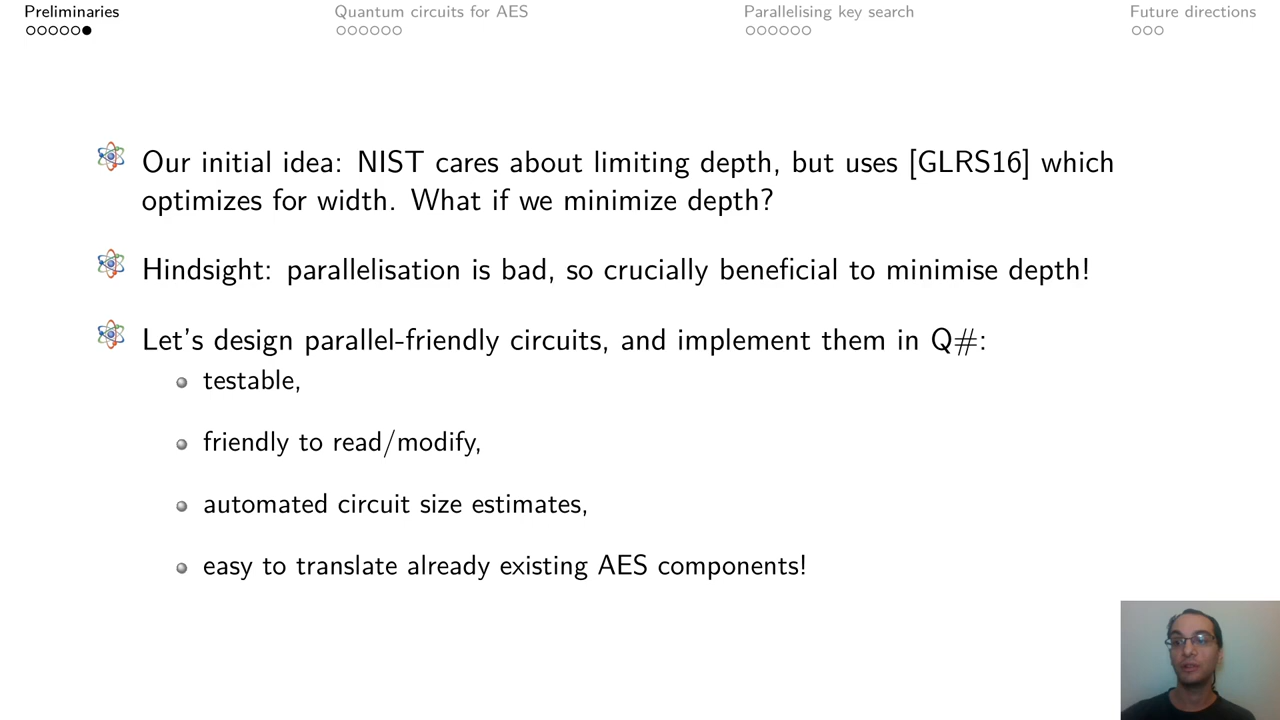 Preliminaries
Quantum circuits for AES
Parallelising key search
Future directions
Our initial idea: NIST cares about limiting depth, but uses [GLRS16] which
optimizes for width. What if we minimize depth?
Hindsight: parallelisation is bad, so crucially beneficial to minimise depth!
Let's design parallel-friendly circuits, and implement them in Q#:
testable,
friendly to read/modify,
automated circuit size estimates,
easy to translate already existing AES components!